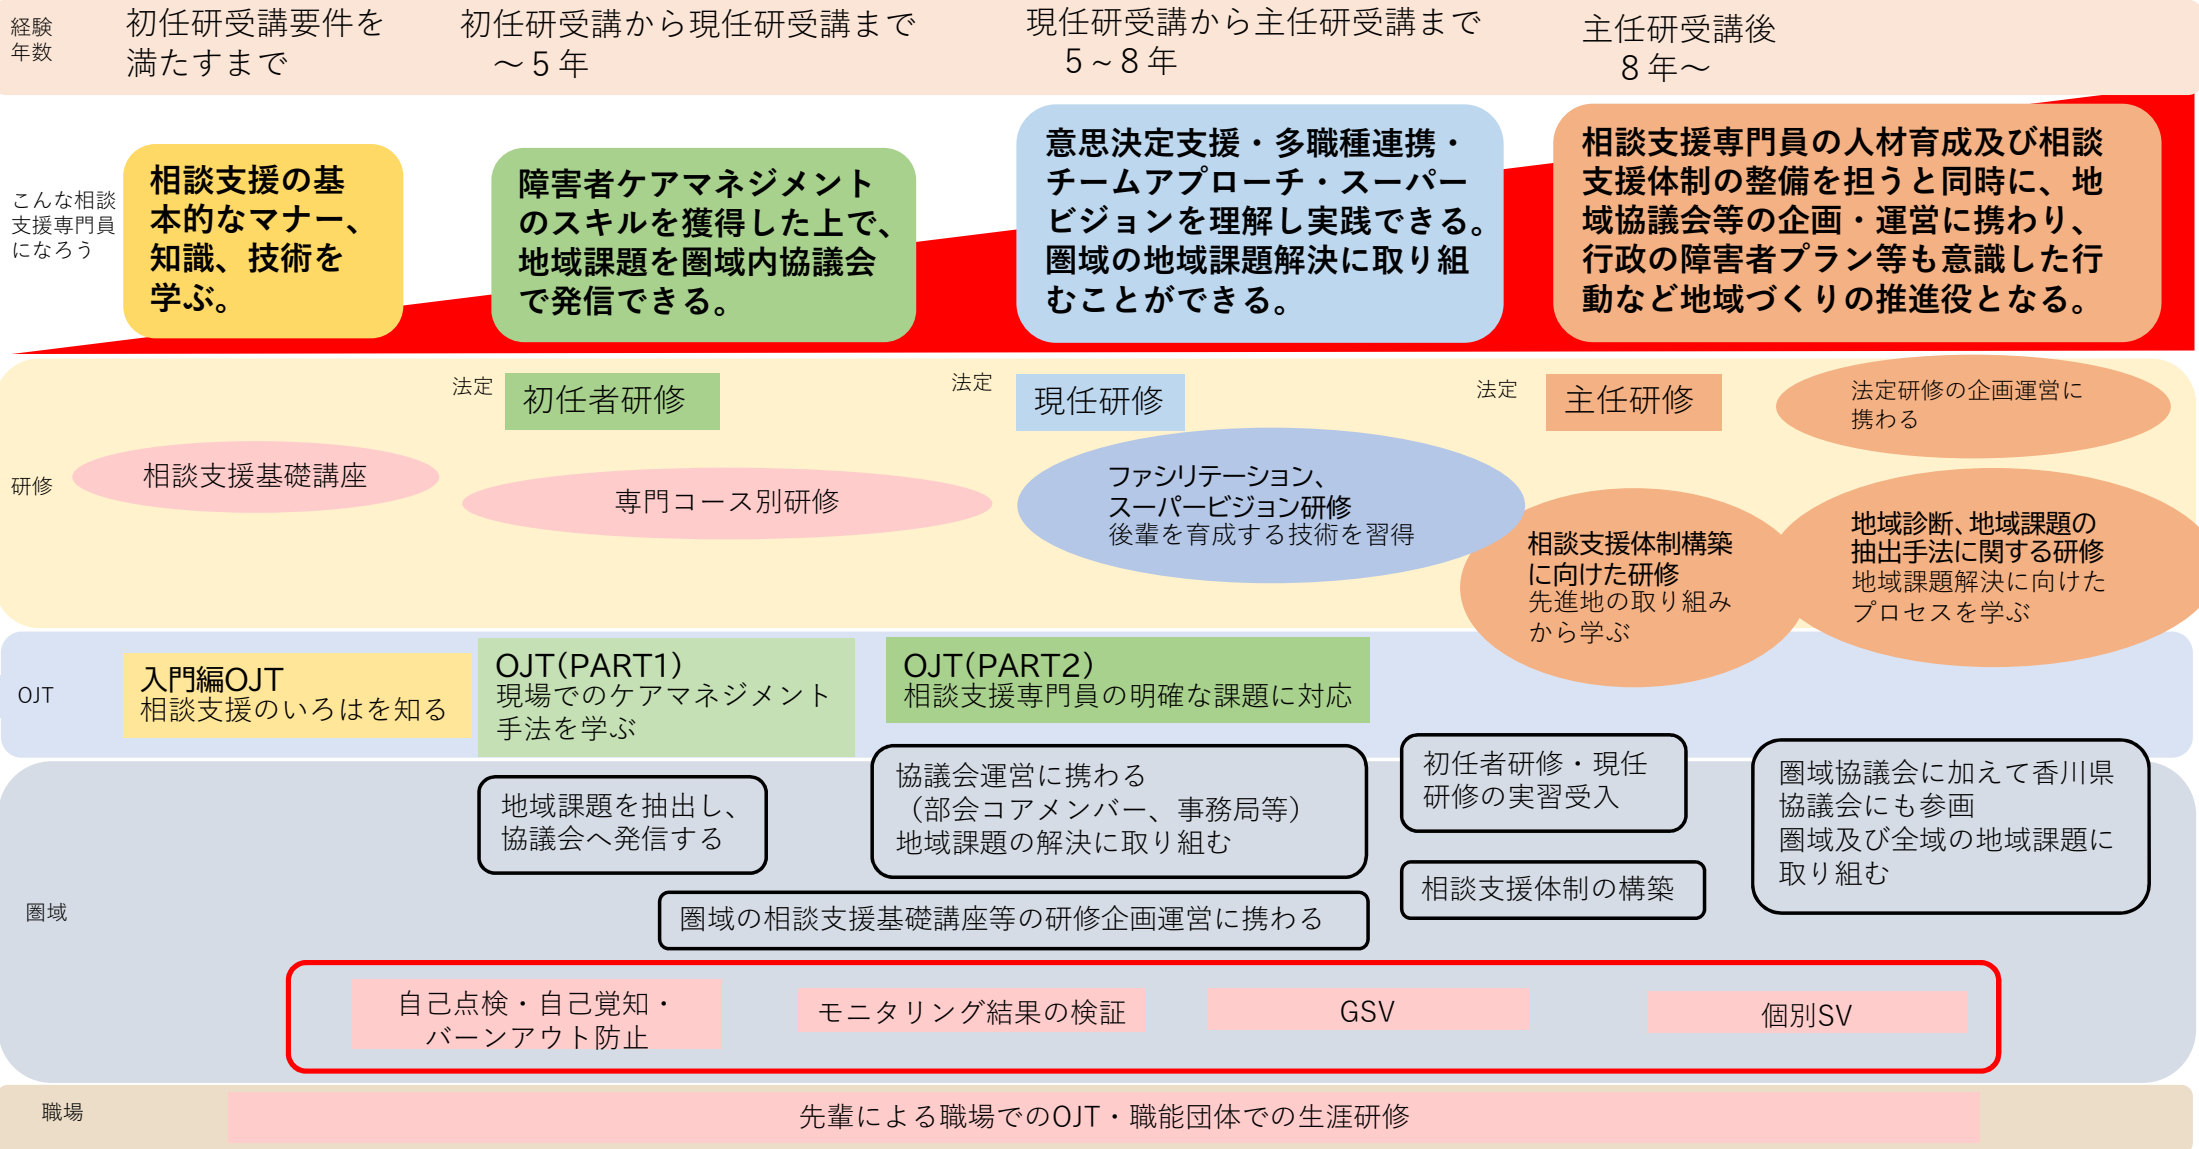 経験
年数
初任研受講要件を
満たすまで
初任研受講から現任研受講まで
～５年
現任研受講から主任研受講まで
５~８年
主任研受講後
８年～
こんな相談
支援専門員
になろう
相談支援の基
本的なマナー、
知識、技術を
学ぶ。
障害者ケアマネジメント
のスキルを獲得した上で、
地域課題を圏域内協議会
で発信できる。
意思決定支援・多職種連携・
チームアプローチ・スーパー
ビジョンを理解し実践できる。
圏域の地域課題解決に取り組
むことができる。
相談支援専門員の人材育成及び相談
支援体制の整備を担うと同時に、地
域協議会等の企画・運営に携わり、
行政の障害者プラン等も意識した行
動など地域づくりの推進役となる。
研修
法定
初任者研修
法定
現任研修
法定
主任研修
法定研修の企画運営に
携わる
相談支援基礎講座
専門コース別研修
ファシリテーション、
スーパービジョン研修
後輩を育成する技術を習得
相談支援体制構築
に向けた研修
先進地の取り組み
から学ぶ
地域診断、地域課題の
抽出手法に関する研修
地域課題解決に向けた
プロセスを学ぶ
OJT
入門編OJT
相談支援のいろはを知る
OJT(PART1)
現場でのケアマネジメント
手法を学ぶ
OJT(PART2)
相談支援専門員の明確な課題に対応
圏域
地域課題を抽出し、
協議会へ発信する
協議会運営に携わる
（部会コアメンバー、事務局等）
地域課題の解決に取り組む
初任者研修・現任
研修の実習受入
圏域協議会に加えて香川県
協議会にも参画
圏域及び全域の地域課題に
取り組む
相談支援体制の構築
圏域の相談支援基礎講座等の研修企画運営に携わる
自己点検・自己覚知・
バーンアウト防止
モニタリング結果の検証
GSV
個別SV
職場
先輩による職場でのOJT・職能団体での生涯研修